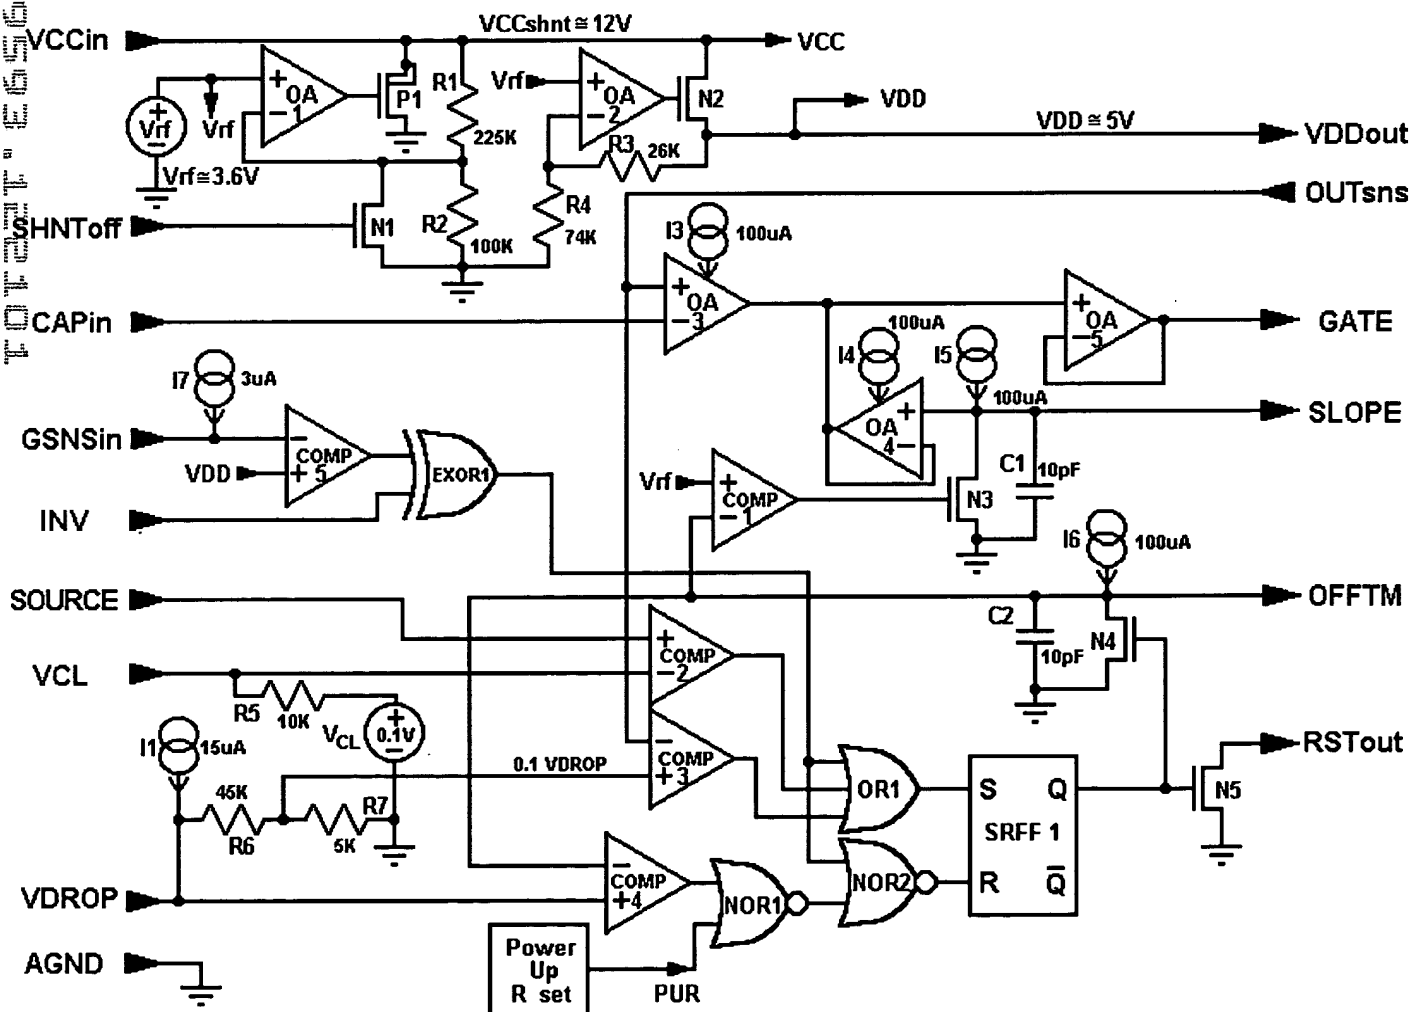 10122101.E6556
VCCin
VCCshnt≅12V
VCC
+
OA
1
−
P1
R1
225K
Vrf
+
OA
2
−
N2
VDD
VDD≅5V
VDDout
+
Vrf
−
Vrf
Vrf≅3.6V
R3
26K
OUTsns
SHNToff
N1
R2
100K
R4
74K
I3
100uA
CAPin
+
OA
−3
+
OA
−5
GATE
I7
3uA
I4
100uA
I5
100uA
SLOPE
GSNSin
VDD
−
COMP
+5
EXOR1
+
OA
4−
C1
10pF
Vrf
+
COMP
−1
N3
INV
I6
100uA
SOURCE
OFFTM
C2
10pF
N4
+
COMP
−2
VCL
R5
10K
VCL
+
0.1V
−
RSTout
I1
15uA
0.1 VDROP
−
COMP
+3
45K
R6
R7
5K
OR1
S
Q
SRFF 1
R
Q
N5
VDROP
−
COMP
+4
NOR1
NOR2
AGND
Power
Up
R set
PUR